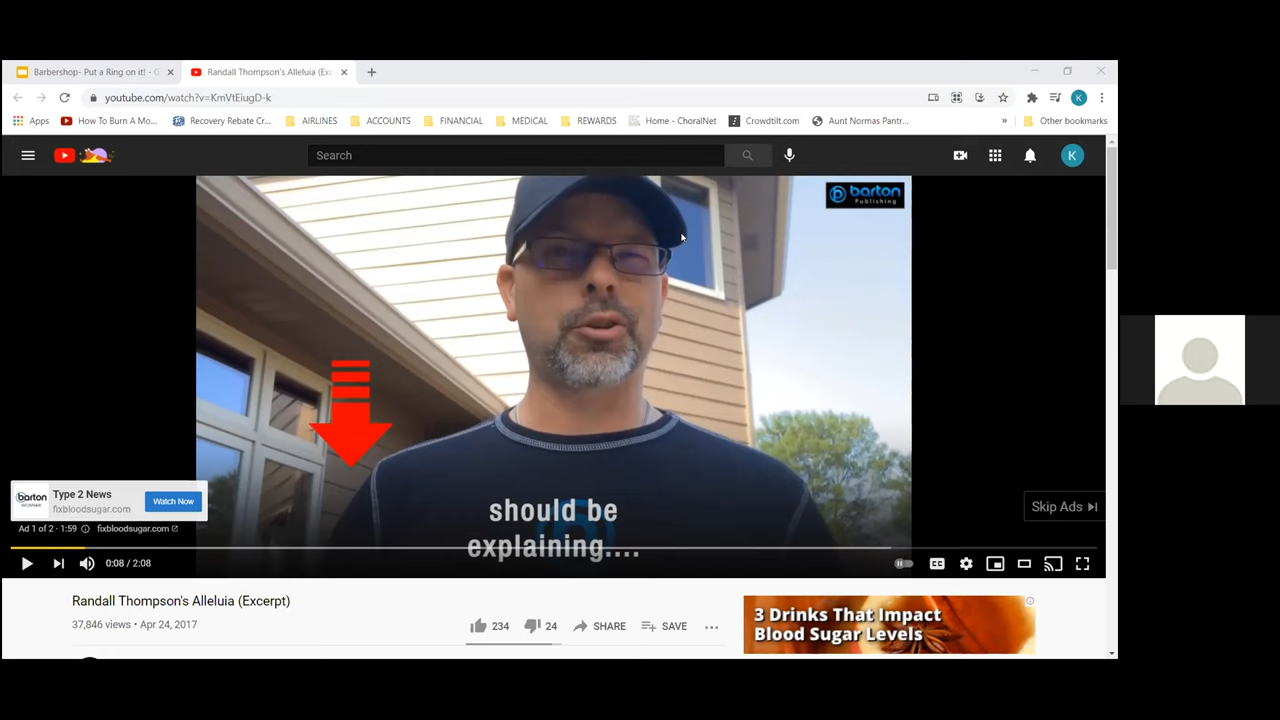 Barbershop- Put a Ring on it! - G
Randall Thompson's Alleluia (Exc
youtube.com/watch?v=KmVtEiugD-k
K
Apps
How To Burn A Mo...
Recovery Rebate Cr...
AIRLINES
ACCOUNTS
FINANCIAL
MEDICAL
REWARDS
Home - ChoralNet
Crowdtilt.com
Aunt Normas Pantr...
»
Other bookmarks
Search
K
barton
Publishing
should be
explaining....
barton
Type 2 News
fixbloodsugar.com
Watch Now
Skip Ads
Ad 1 of 2 · 1:59
fixbloodsugar.com
0:08 / 2:08
CC
Randall Thompson's Alleluia (Excerpt)
37,846 views • Apr 24, 2017
234
24
SHARE
SAVE
3 Drinks That Impact
Blood Sugar Levels